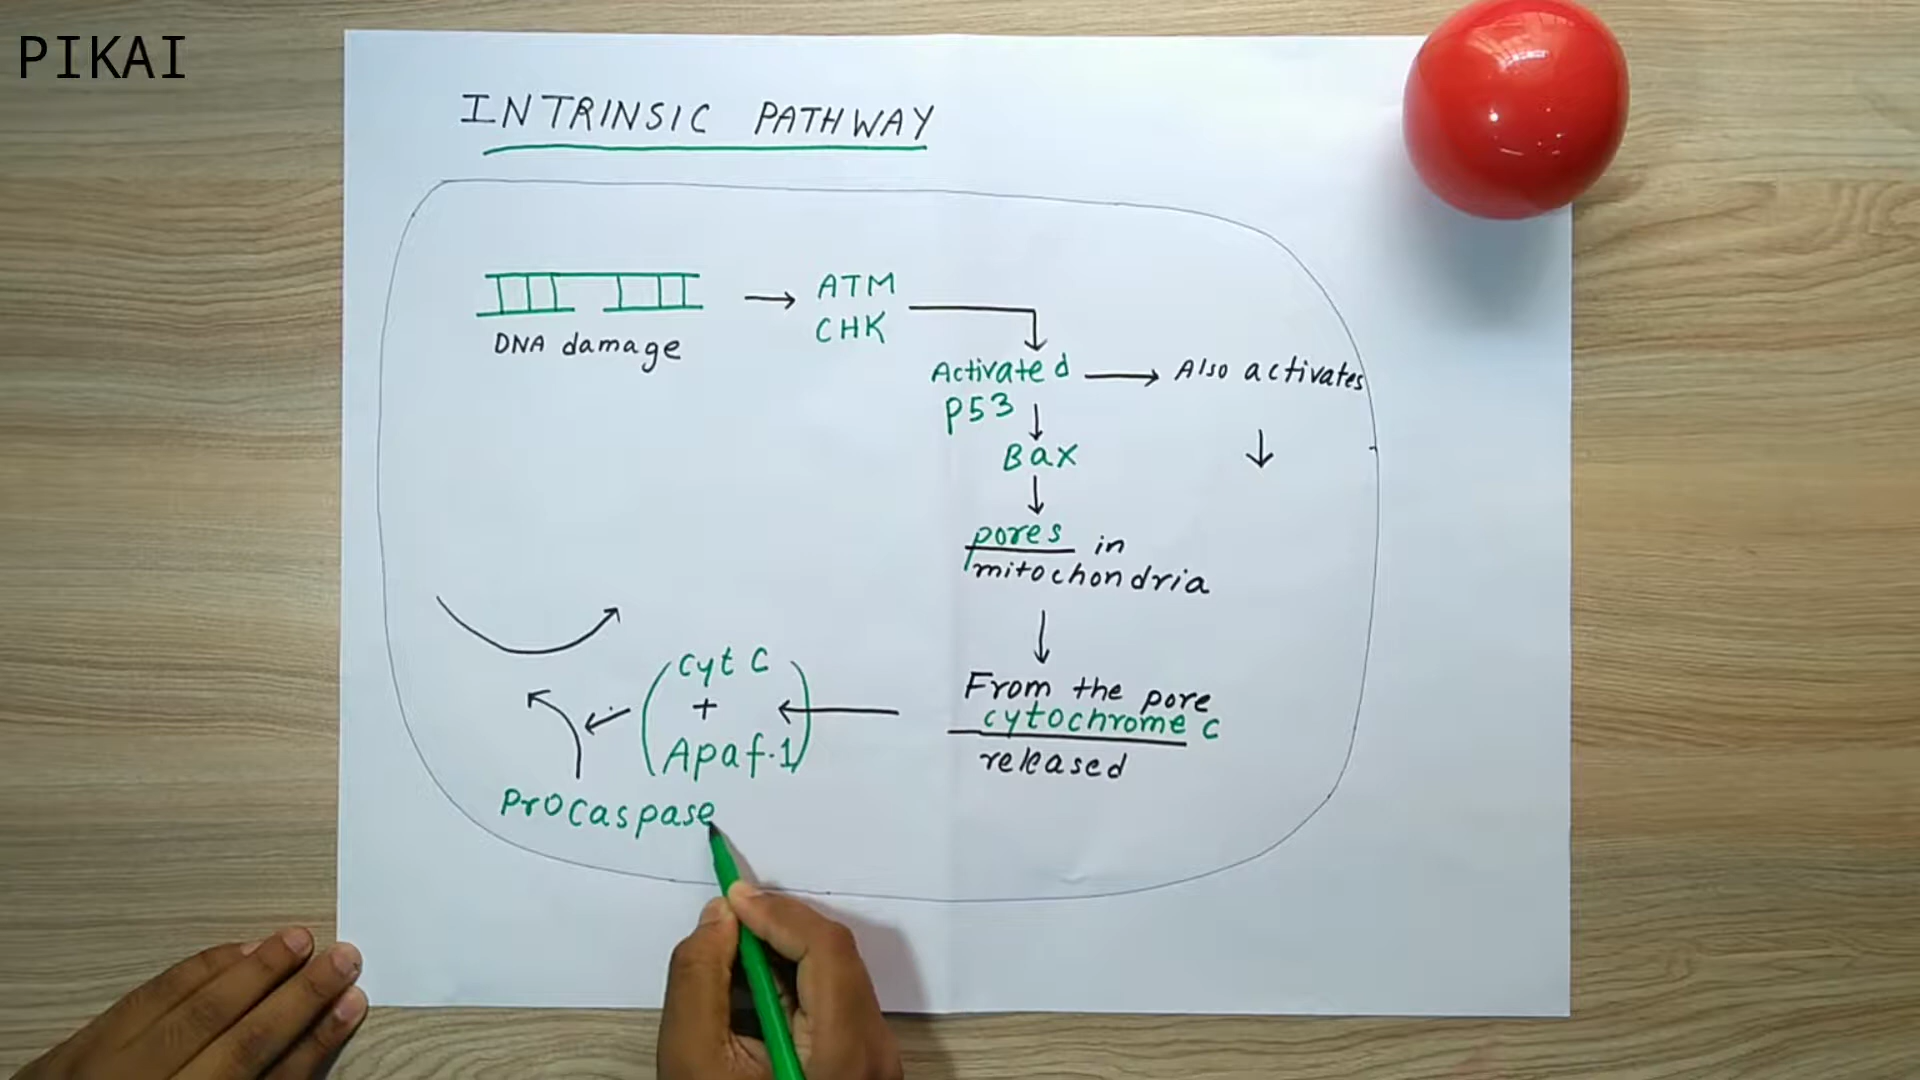 PIKAI
INTRINSIC PATHWAY
DNA damage
ATM
CHK
Activated
P53
Also activates
Bax
pores in
mitochondria
From the pore
cytochrome c
released
Cyt C
+
Apaf-1
Procaspase